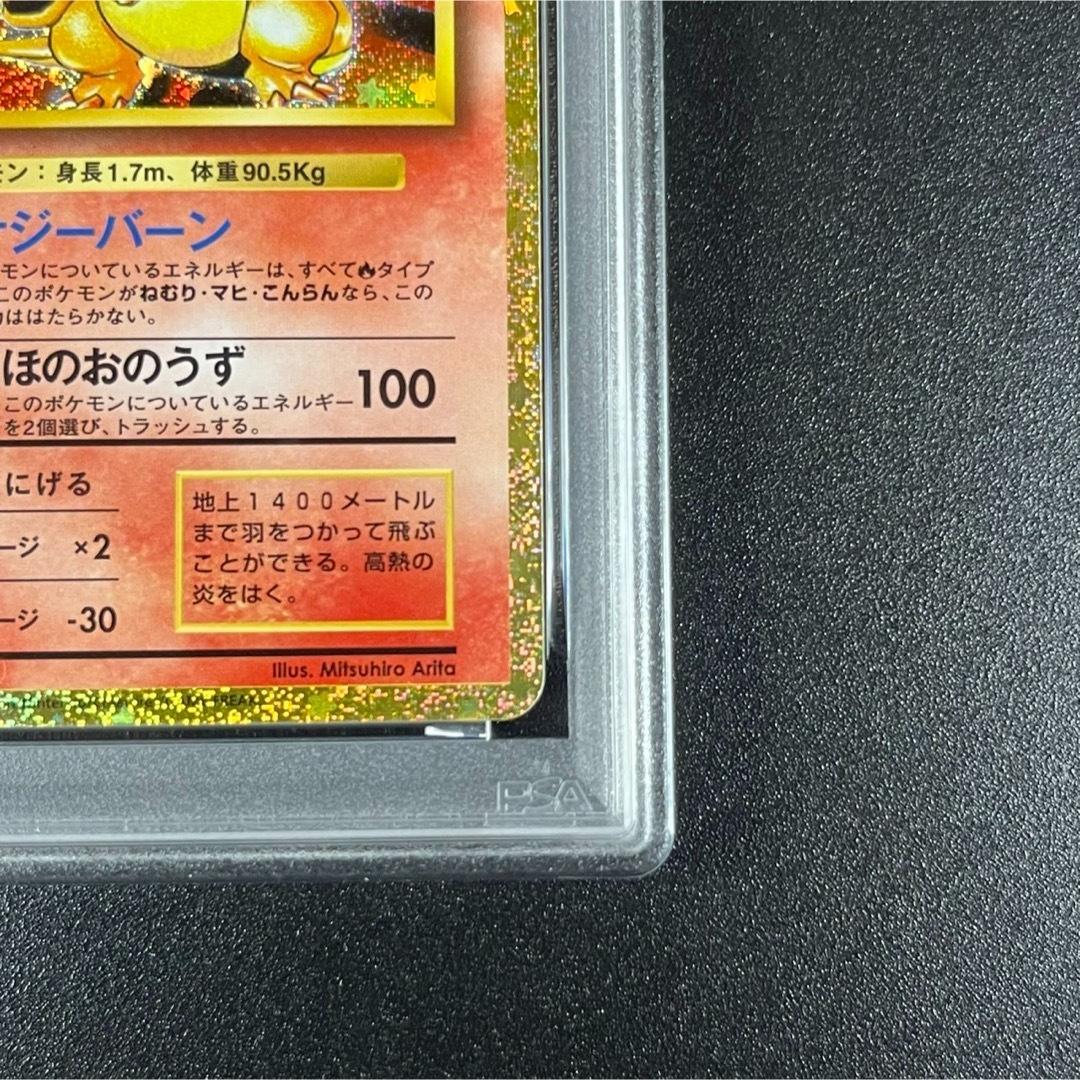 モン：身長1.7m、体重90.5Kg
ージーバーン
モンについているエネルギーは、すべて🔥タイプ
このポケモンがねむり・マヒ・こんらんなら、この
ははたらかない。
ほのおのうず
100
このポケモンについているエネルギー
を2個選び、トラッシュする。
にげる
ージ ×2
ージ -30
地上１４００メートル
まで羽をつかって飛ぶ
ことができる。高熱の
炎をはく。
Illus. Mitsuhiro Arita
FREAK
PSA